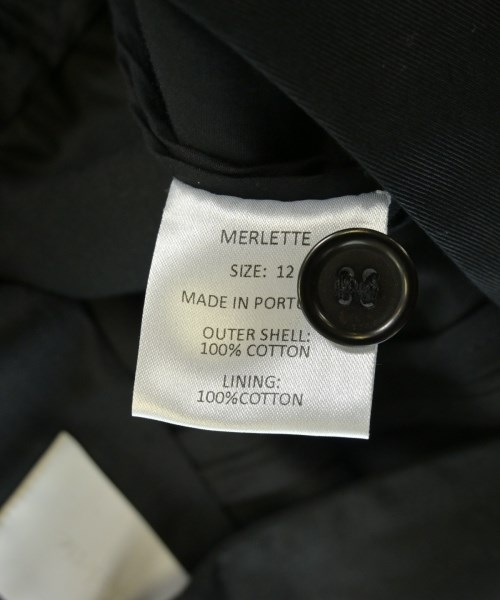 MERLETTE
SIZE: 12
MADE IN
OUTER SHELL:
100% COTTON
LINING:
100%COTTON